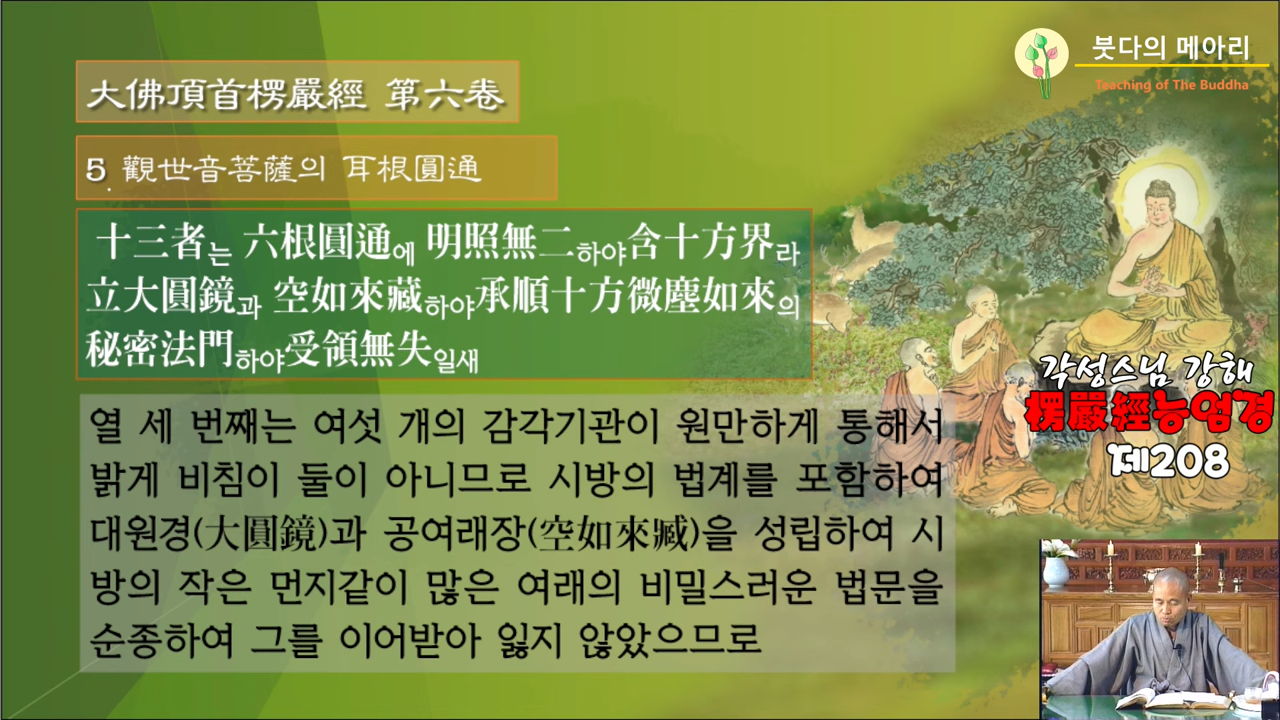 붓다의 메아리
Teaching of The Buddha
大佛頂首楞嚴經 第六卷
5. 觀世音菩薩의 耳根圓通
十三者는 六根圓通에 明照無二하야含十方界라
立大圓鏡과 空如來藏하야承順十方微塵如來의
秘密法門하야受領無失일새
열 세 번째는 여섯 개의 감각기관이 원만하게 통해서
밝게 비침이 둘이 아니므로 시방의 법계를 포함하여
대원경(大圓鏡)과 공여래장(空如來臧)을 성립하여 시
방의 작은 먼지같이 많은 여래의 비밀스러운 법문을
순종하여 그를 이어받아 잃지 않았으므로
각성스님 강해
楞嚴經능엄경
제208